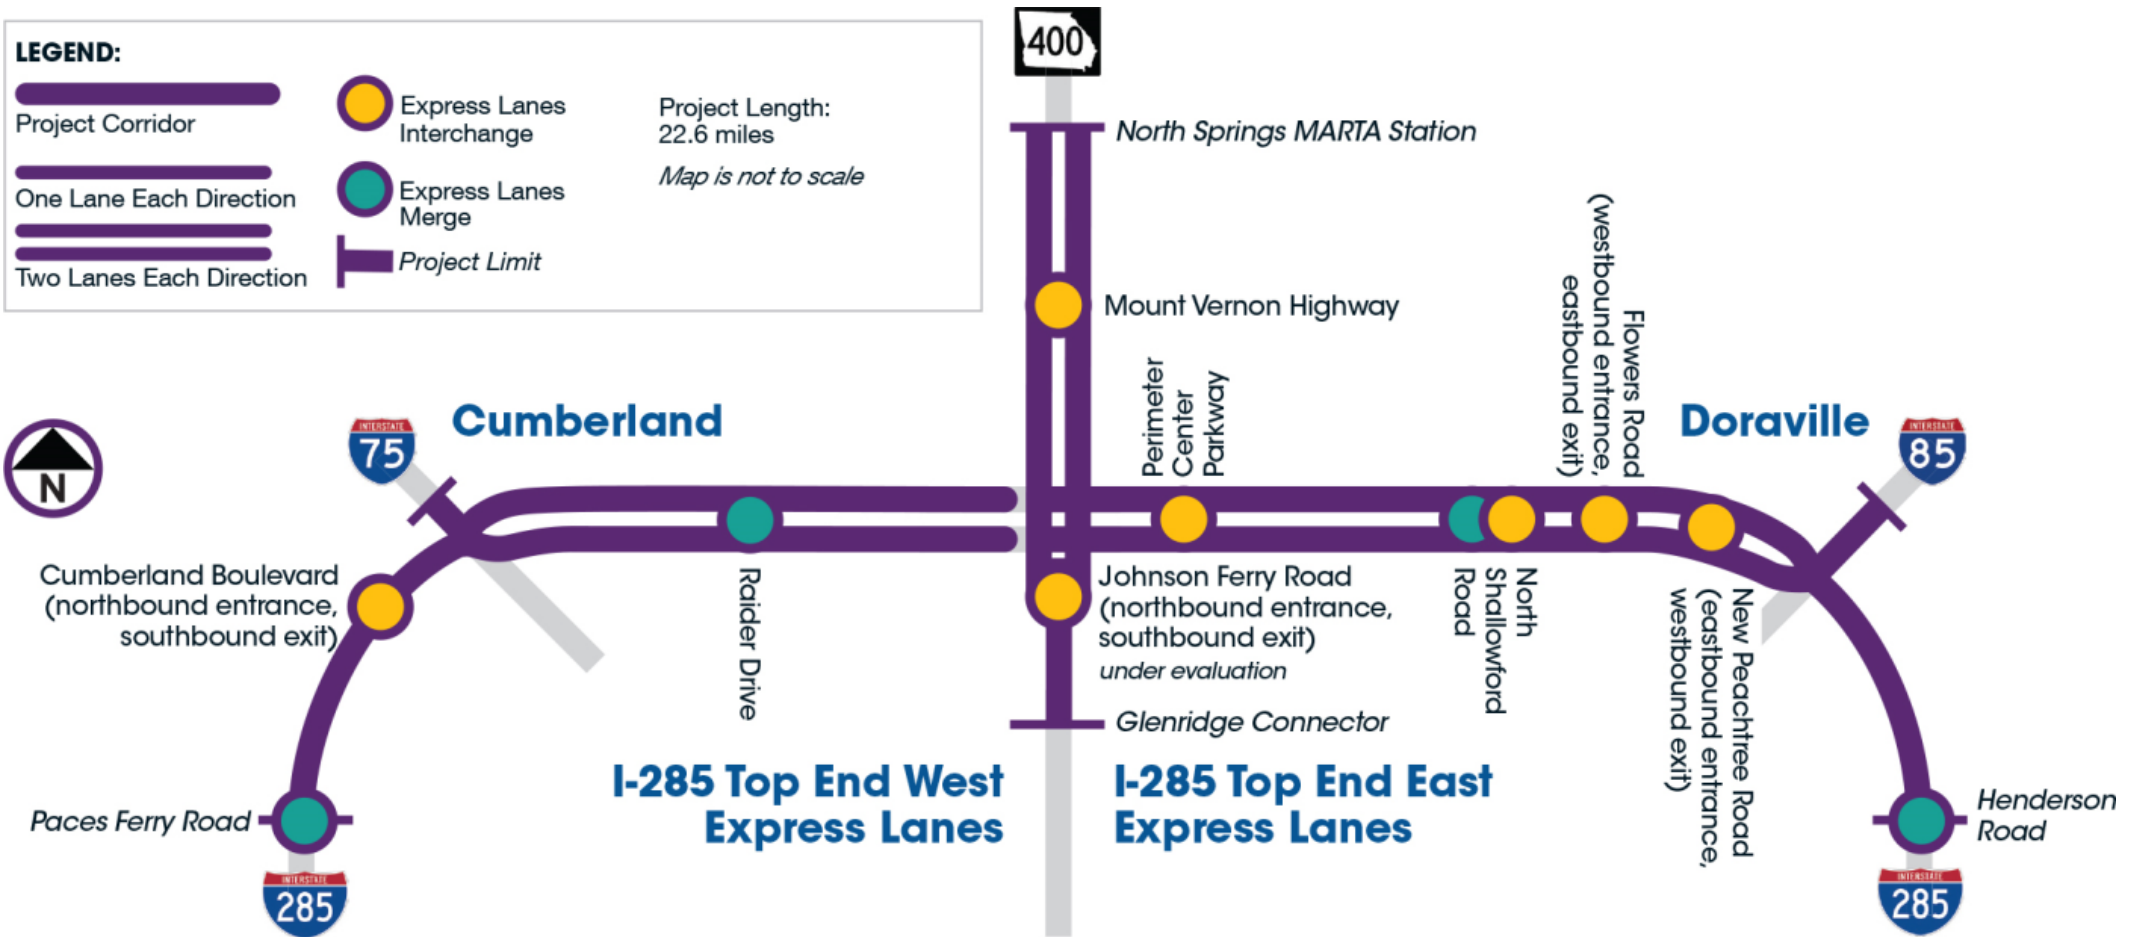 LEGEND:
Project Corridor
One Lane Each Direction
Two Lanes Each Direction
Express Lanes
Interchange
Express Lanes
Merge
Project Limit
Project Length:
22.6 miles
Map is not to scale
400
North Springs MARTA Station
Mount Vernon Highway
Perimeter
Center
Parkway
Flowers Road
(westbound entrance,
eastbound exit)
N
INTERSTATE
75
Cumberland
Doraville
INTERSTATE
85
Cumberland Boulevard
(northbound entrance,
southbound exit)
Raider Drive
Johnson Ferry Road
(northbound entrance,
southbound exit)
under evaluation
North
Shallowford
Road
New Peachtree Road
(eastbound entrance,
westbound exit)
Glenridge Connector
I-285 Top End West
Express Lanes
I-285 Top End East
Express Lanes
Paces Ferry Road
Henderson
Road
INTERSTATE
285
INTERSTATE
285